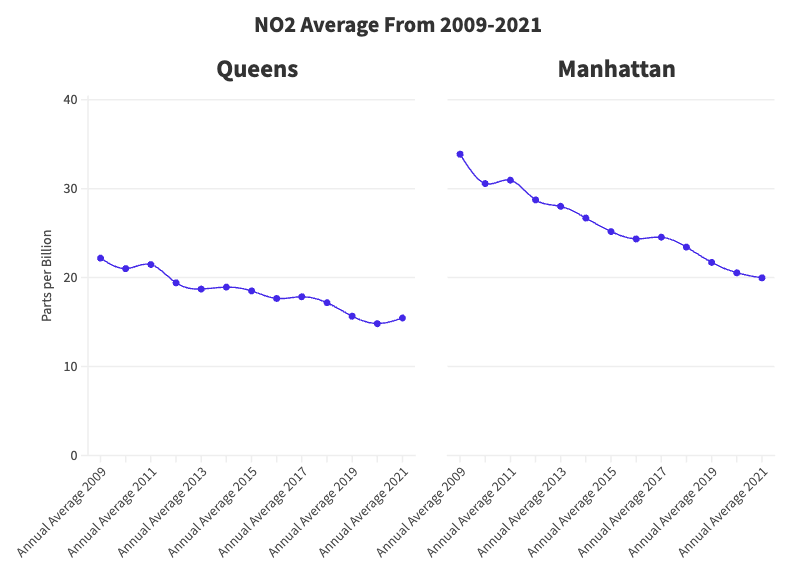 NO2 Average From 2009-2021
Queens
Manhattan
Parts per Billion
40
30
20
10
0
Annual Average 2009
Annual Average 2011
Annual Average 2013
Annual Average 2015
Annual Average 2017
Annual Average 2019
Annual Average 2021
Annual Average 2009
Annual Average 2011
Annual Average 2013
Annual Average 2015
Annual Average 2017
Annual Average 2019
Annual Average 2021